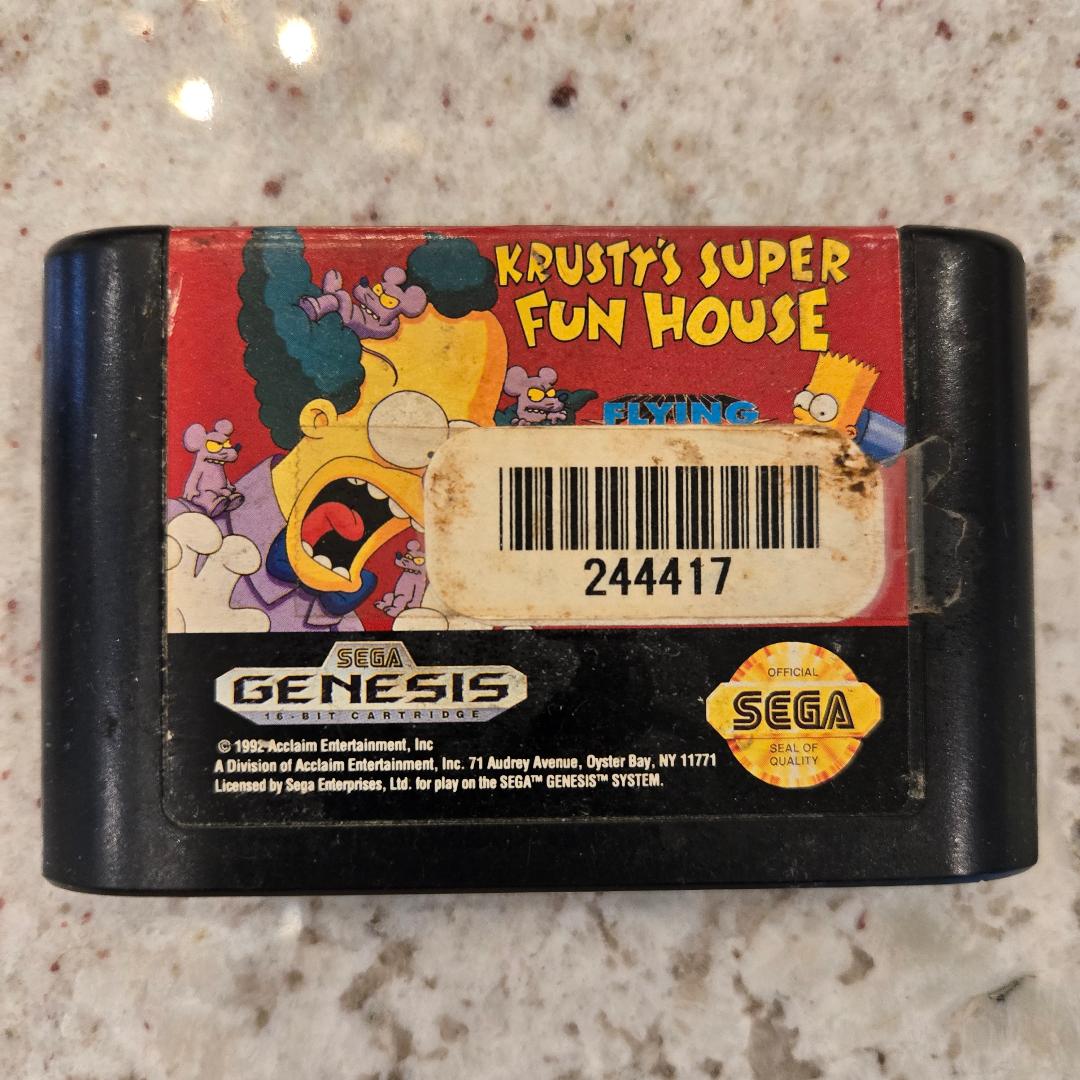 KRUSTY'S SUPER
FUN HOUSE
FLYING
244417
SEGA
GENESIS
16-BIT CARTRIDGE
© 1992 Acclaim Entertainment, Inc
A Division of Acclaim Entertainment, Inc. 71 Audrey Avenue, Oyster Bay, NY 11771
Licensed by Sega Enterprises, Ltd. for play on the SEGA™ GENESIS™ SYSTEM.
OFFICIAL
SEGA
SEAL OF
QUALITY